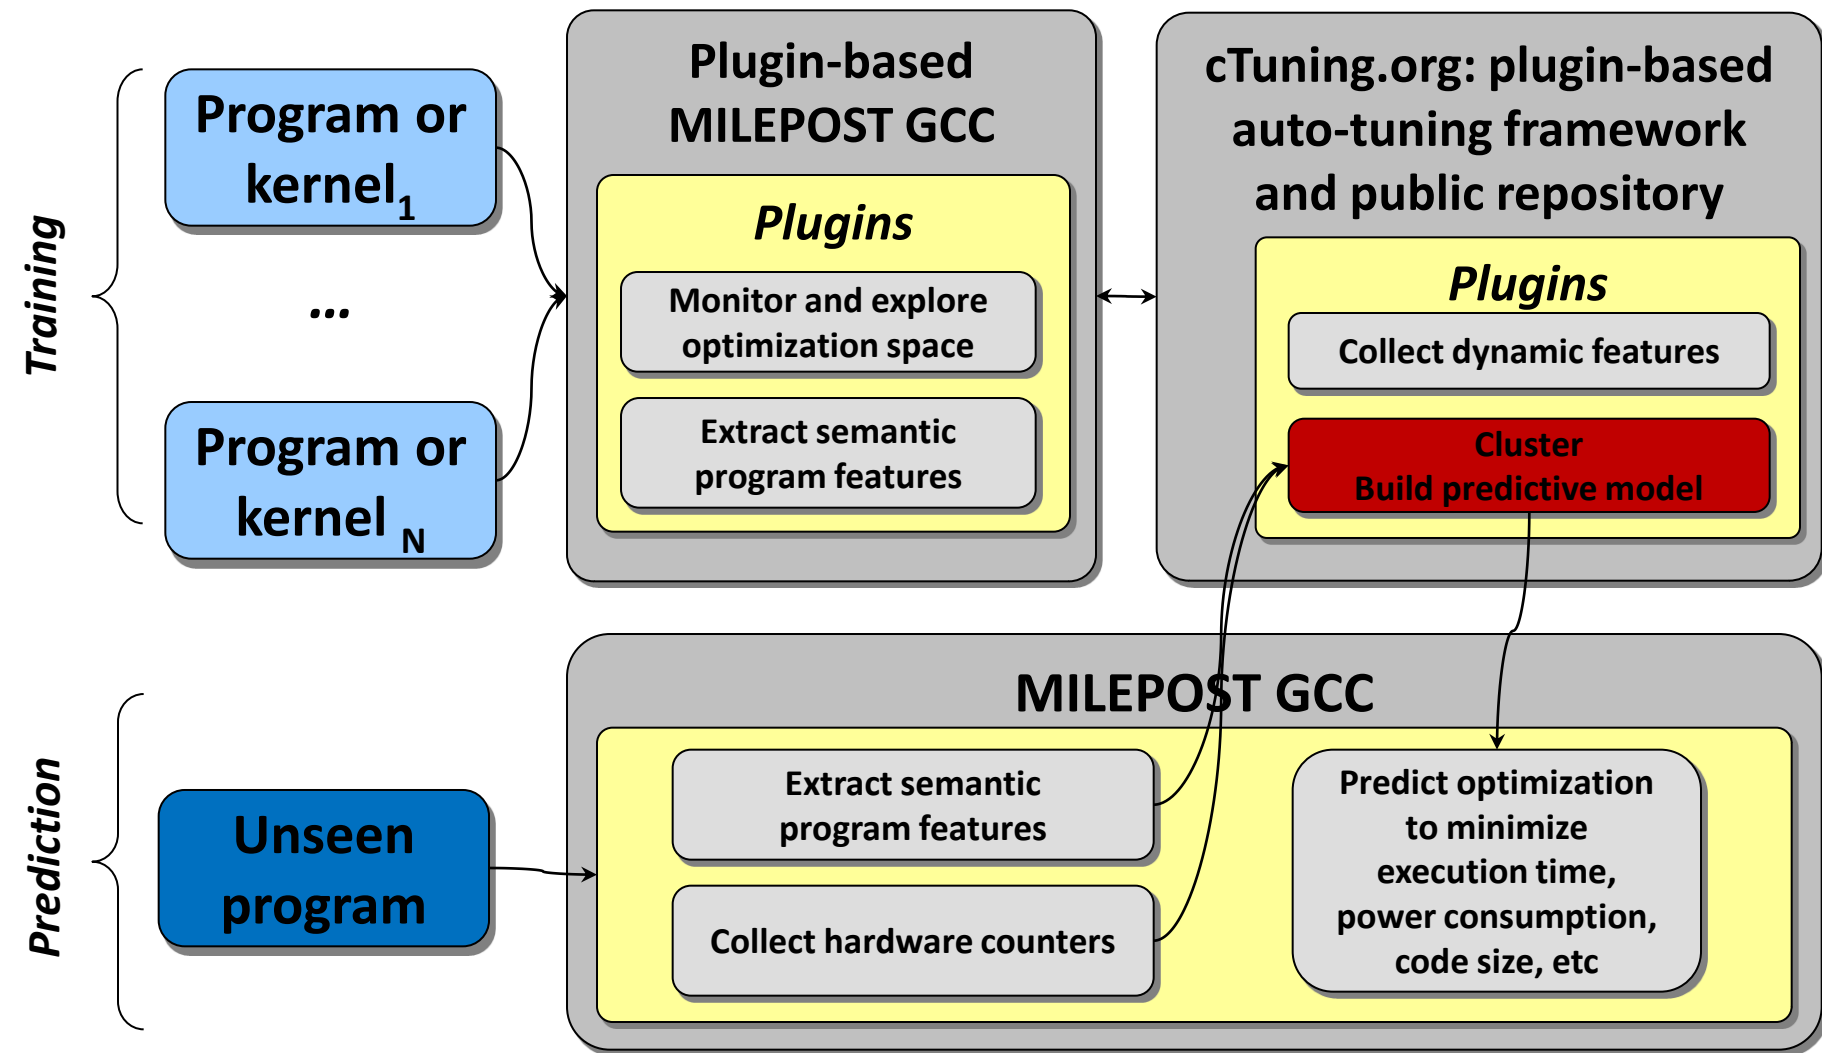 Training
Program or
kernel1
...
Program or
kernel N
Plugin-based
MILEPOST GCC
Plugins
Monitor and explore
optimization space
Extract semantic
program features
cTuning.org: plugin-based
auto-tuning framework
and public repository
Plugins
Collect dynamic features
Cluster
Build predictive model
Prediction
Unseen
program
MILEPOST GCC
Extract semantic
program features
Collect hardware counters
Predict optimization
to minimize
execution time,
power consumption,
code size, etc